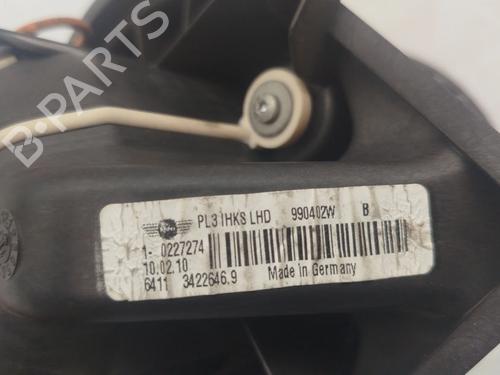 B-PARTS
PL3 IHKS LHD 990402W B
1- 0227274
10.02.10
6411 3422646.9 Made in Germany